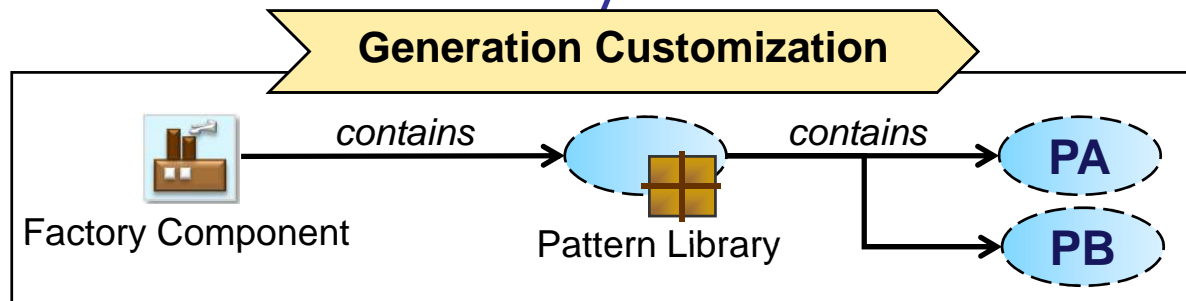 Generation Customization
contains
contains
PA
Factory Component
Pattern Library
PB